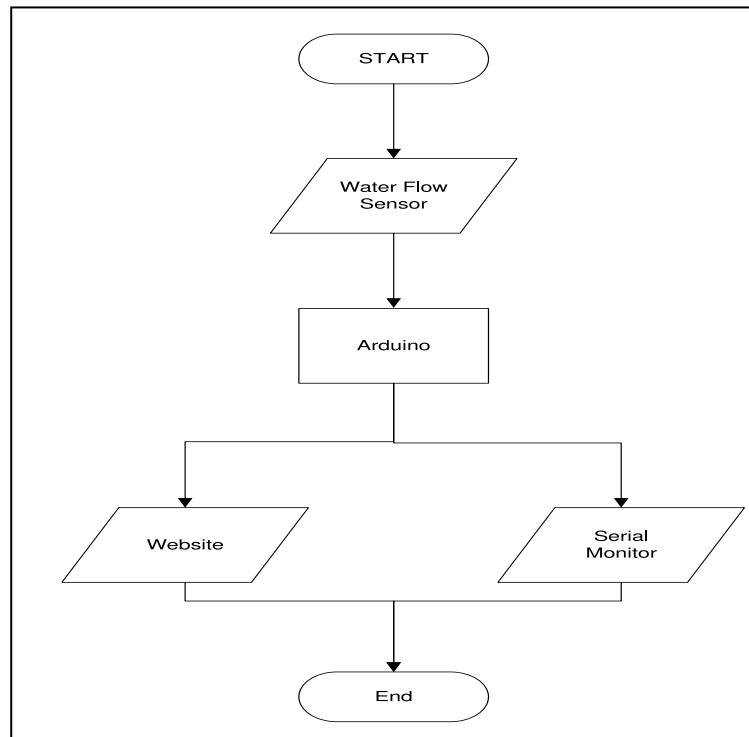 START
Water Flow
Sensor
Arduino
Website
Serial
Monitor
End